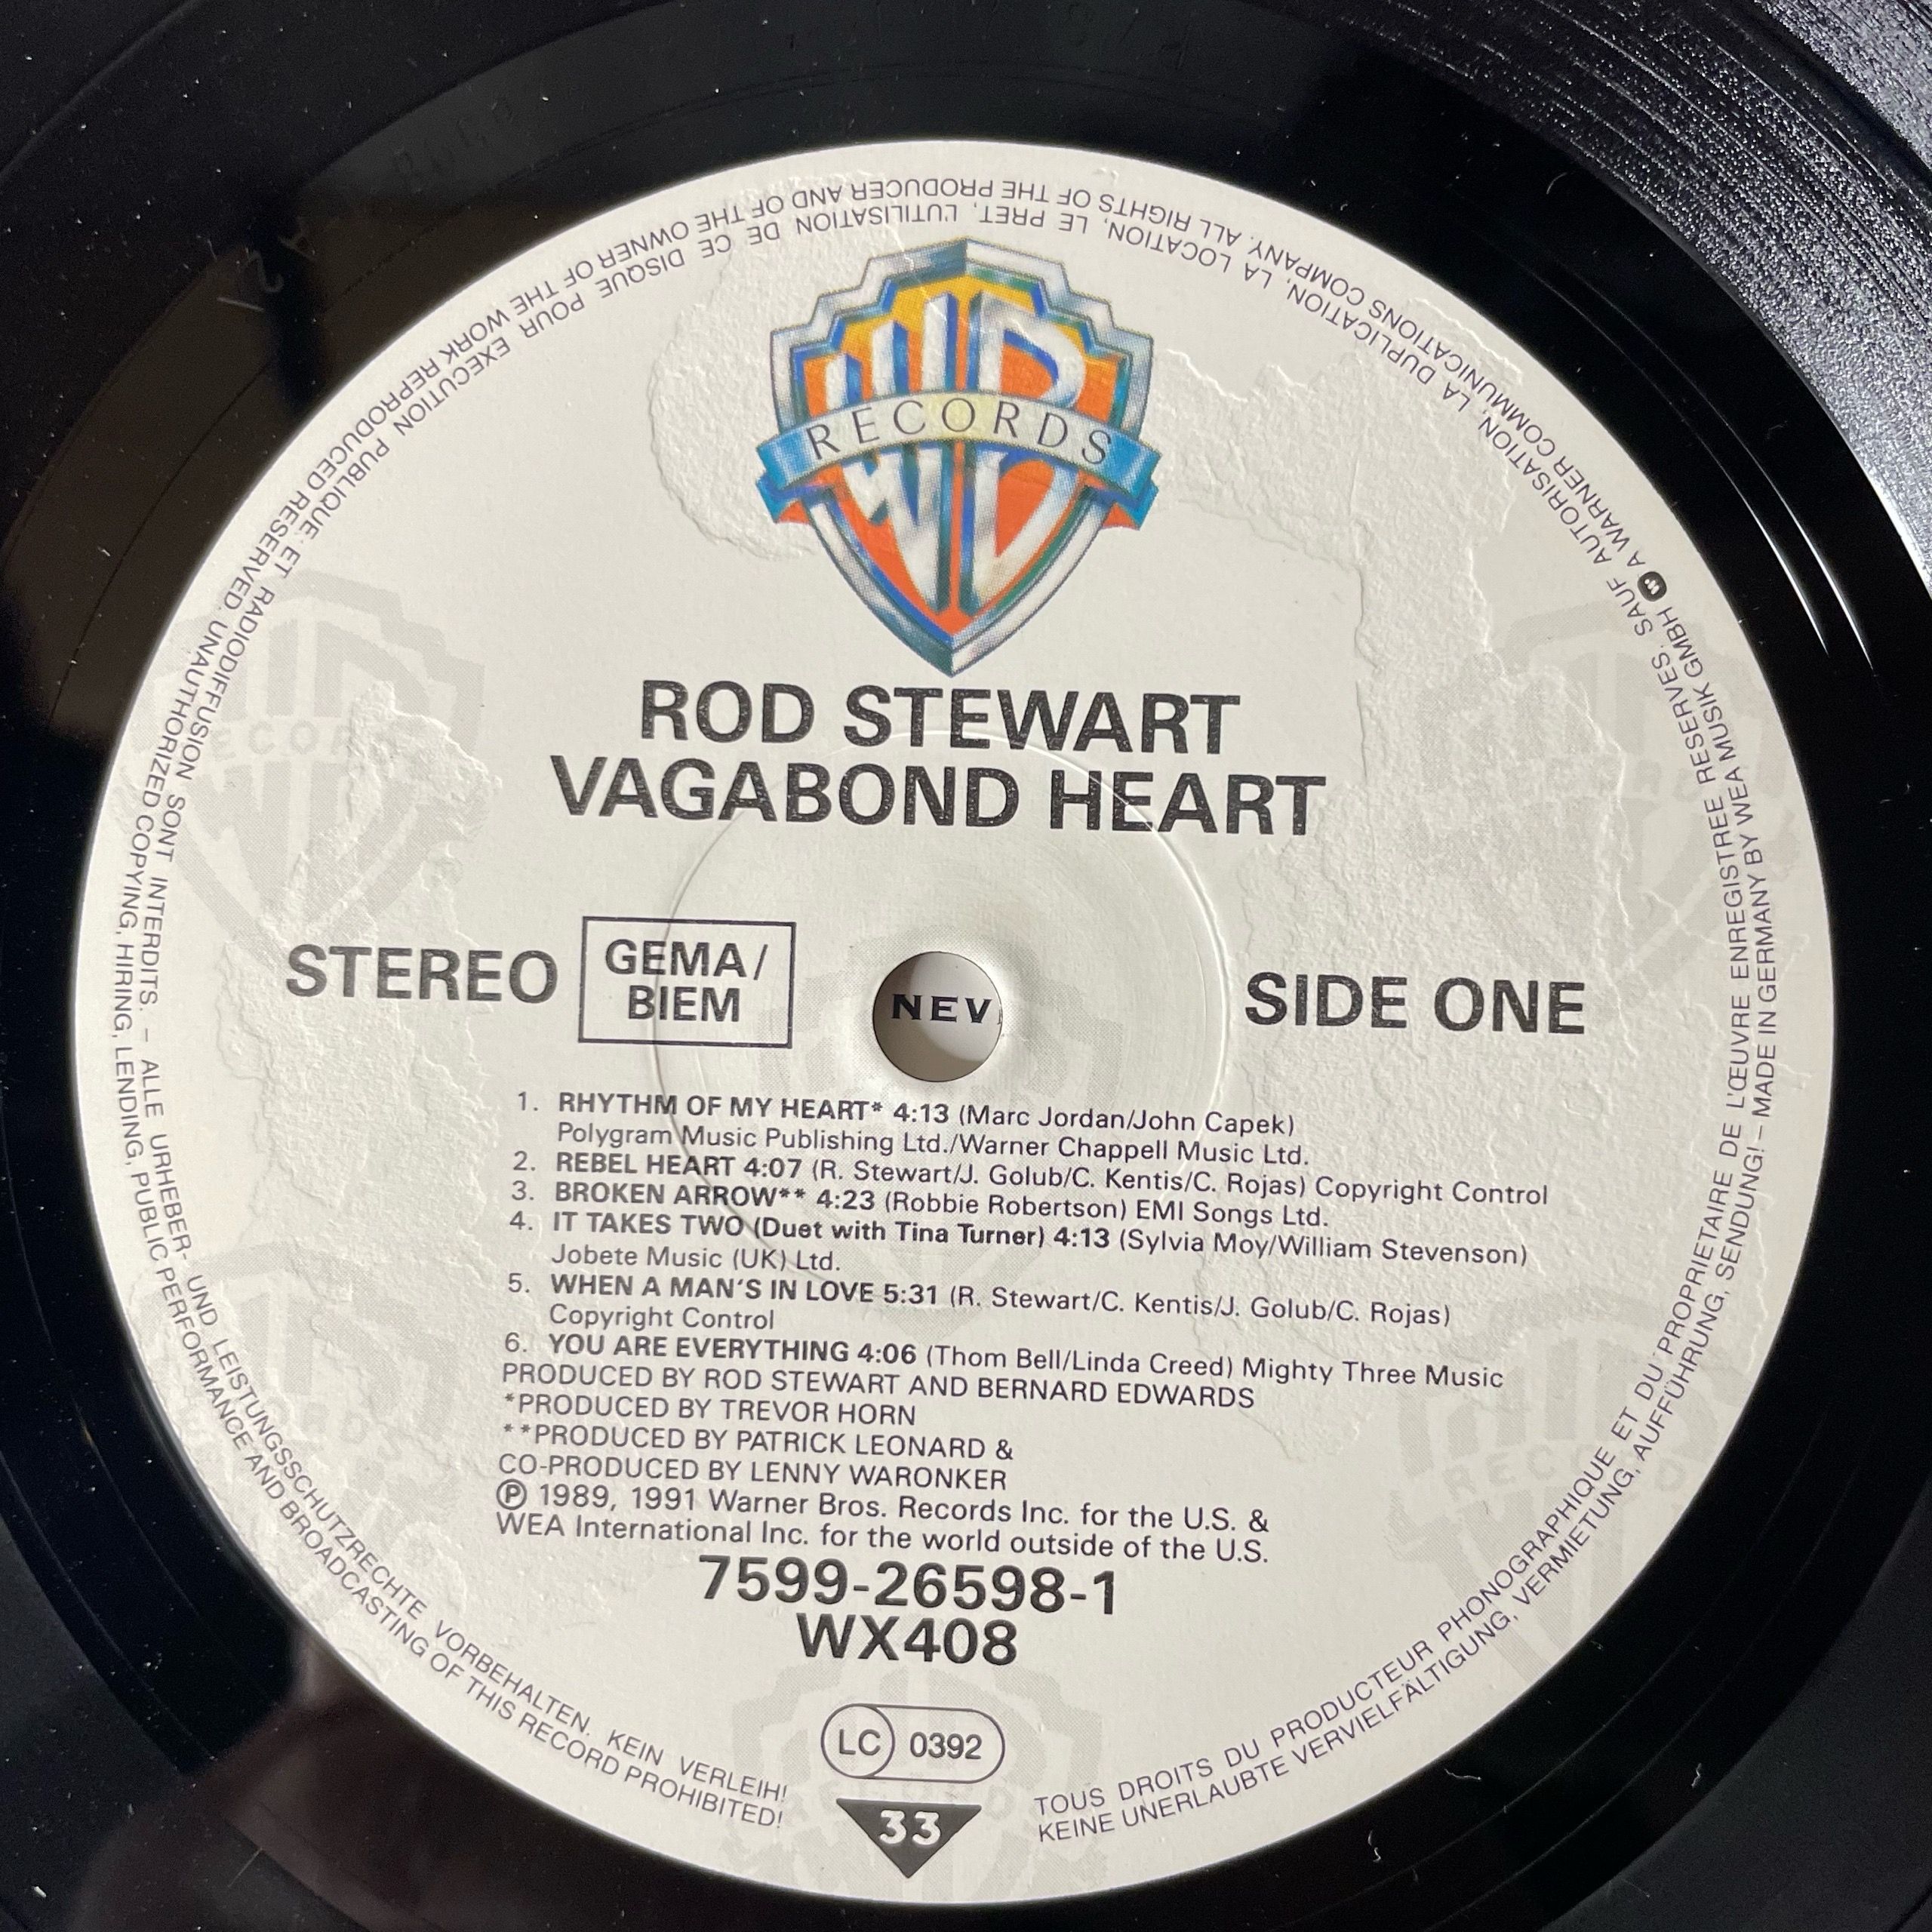 RECORDS
ROD STEWART
VAGABOND HEART
STEREO
GEMA/
BIEM
NEV
SIDE ONE
1. RHYTHM OF MY HEART* 4:13 (Marc Jordan/John Capek)
Polygram Music Publishing Ltd./Warner Chappell Music Ltd.
2. REBEL HEART 4:07 (R. Stewart/J. Golub/C. Kentis/C. Rojas) Copyright Control
3. BROKEN ARROW** 4:23 (Robbie Robertson) EMI Songs Ltd.
4. IT TAKES TWO (Duet with Tina Turner) 4:13 (Sylvia Moy/William Stevenson)
Jobete Music (UK) Ltd.
5. WHEN A MAN'S IN LOVE 5:31 (R. Stewart/C. Kentis/J. Golub/C. Rojas)
Copyright Control
6. YOU ARE EVERYTHING 4:06 (Thom Bell/Linda Creed) Mighty Three Music
PRODUCED BY ROD STEWART AND BERNARD EDWARDS
*PRODUCED BY TREVOR HORN
**PRODUCED BY PATRICK LEONARD &
CO-PRODUCED BY LENNY WARONKER
Ⓟ 1989, 1991 Warner Bros. Records Inc. for the U.S. &
WEA International Inc. for the world outside of the U.S.
7599-26598-1
WX408
LC 0392
33
TOUS DROITS DU PRODUCTEUR PHONOGRAPHIQUE ET DU PROPRIETAIRE DE L'ŒUVRE ENREGISTREE RESERVES. SAUF AUTORISATION, LA DUPLICATION, LA LOCATION, LE PRET, L'UTILISATION DE CE DISQUE POUR EXECUTION PUBLIQUE ET RADIODIFFUSION SONT INTERDITS. – ALLE URHEBER- UND LEISTUNGSSCHUTZRECHTE VORBEHALTEN. KEIN VERLEIH!
KEINE UNERLAUBTE VERVIELFÄLTIGUNG, VERMIETUNG, AUFFÜHRUNG, SENDUNG! – MADE IN GERMANY BY WEA MUSIK GMBH A WARNER COMMUNICATIONS COMPANY. ALL RIGHTS OF THE PRODUCER AND OF THE OWNER OF THE WORK REPRODUCED RESERVED. UNAUTHORIZED COPYING, HIRING, LENDING, PUBLIC PERFORMANCE AND BROADCASTING OF THIS RECORD PROHIBITED!